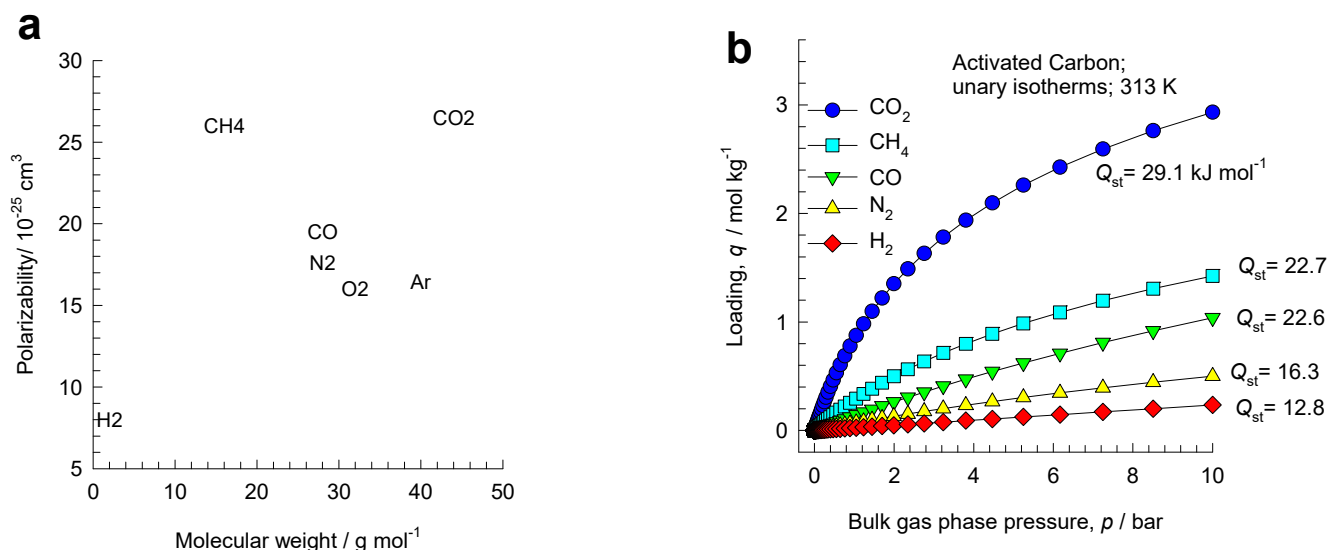 a
30
25
20
15
10
5
Polarizability/ 10⁻²⁵ cm³
CH4
CO2
CO
N2
O2
Ar
H2
0 10 20 30 40 50
Molecular weight / g mol⁻¹
b
Activated Carbon;
unary isotherms; 313 K
CO₂
CH₄
CO
N₂
H₂
3
2
1
0
Loading, q / mol kg⁻¹
Qst= 29.1 kJ mol⁻¹
Qst= 22.7
Qst= 22.6
Qst= 16.3
Qst= 12.8
0 2 4 6 8 10
Bulk gas phase pressure, p / bar